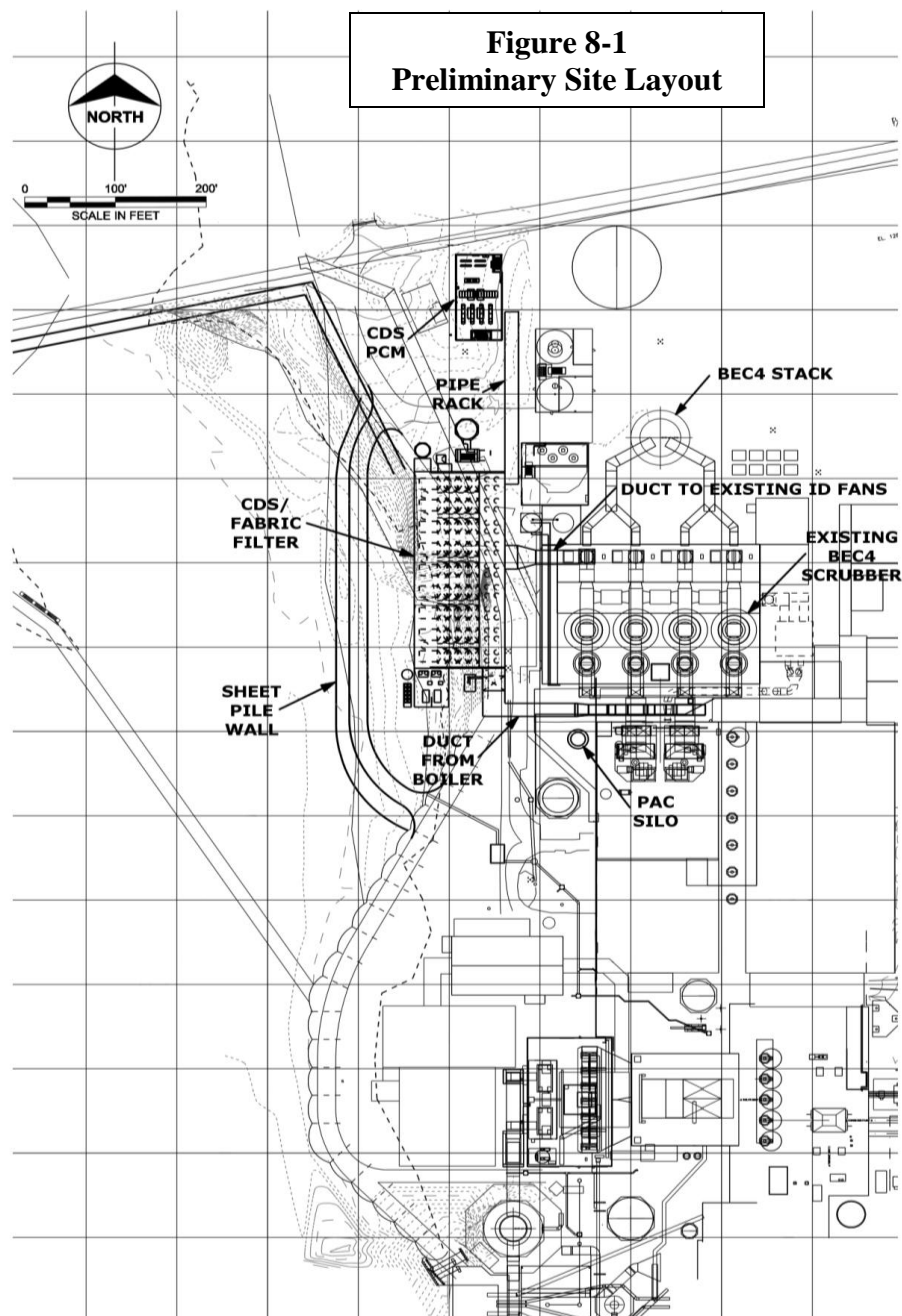 Figure 8-1
Preliminary Site Layout
NORTH
0 100' 200'
SCALE IN FEET
CDS
PCM
PIPE
RACK
BEC4 STACK
DUCT TO EXISTING ID FANS
CDS/
FABRIC
FILTER
EXISTING
BEC4
SCRUBBER
SHEET
PILE
WALL
DUCT
FROM
BOILER
PAC
SILO